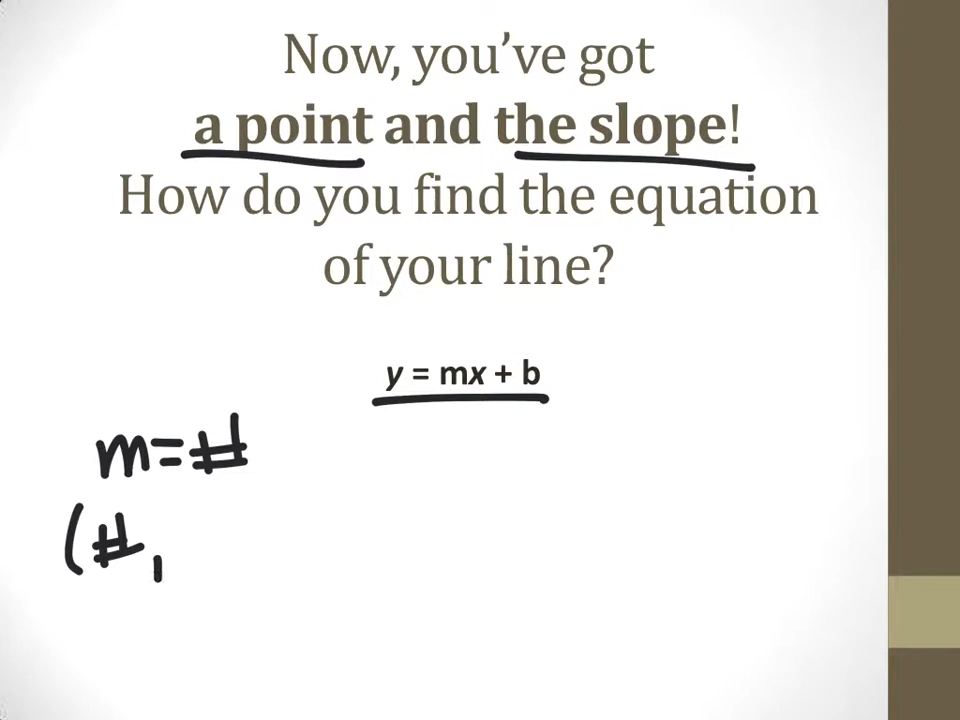 Now, you’ve got
a point and the slope!
How do you find the equation
of your line?
y = mx + b
m=#
(#,